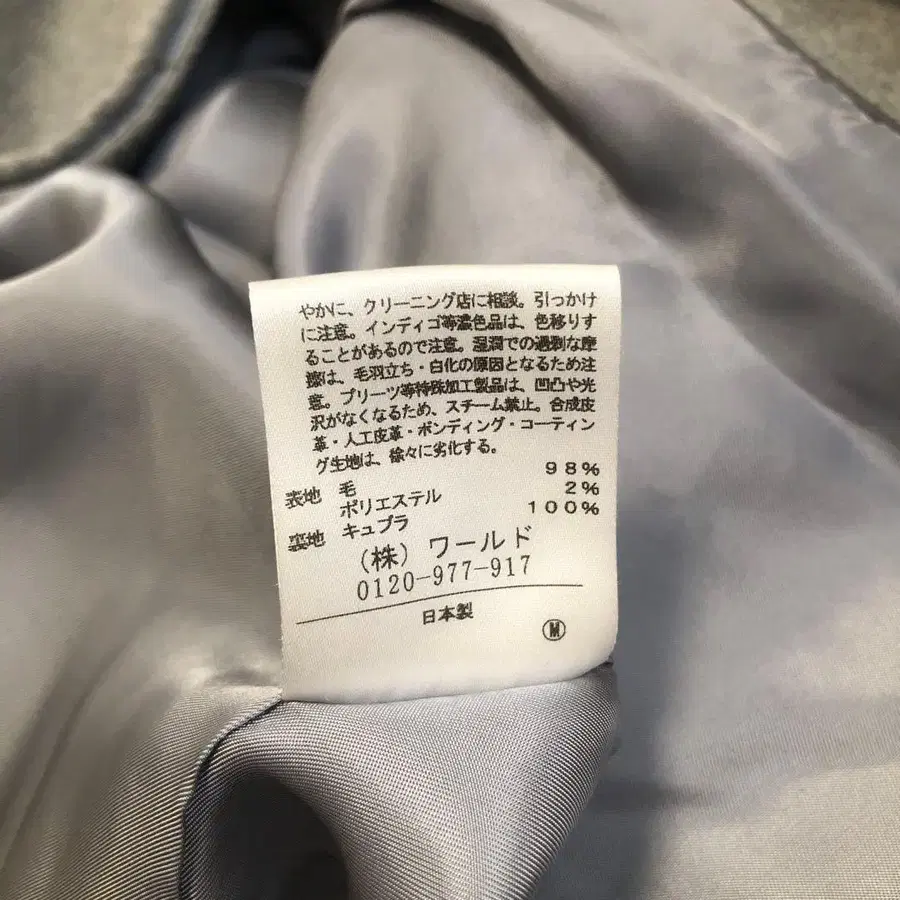 やかに、クリーニング店に相談。引っかけ
に注意。インディゴ等濃色品は、色移りす
ることがあるので注意。湿潤での過剰な摩
擦は、毛羽立ち・白化の原因となるため注
意。プリーツ等特殊加工製品は、凹凸や光
沢がなくなるため、スチーム禁止。合成皮
革・人工皮革・ボンディング・コーティン
グ生地は、徐々に劣化する。
表地 毛 98%
ポリエステル 2%
裏地 キュプラ 100%
(株) ワールド
0120-977-917
日本製
Ⓜ